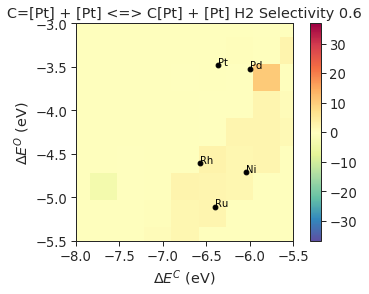 C=[Pt] + [Pt] <=> C[Pt] + [Pt] H2 Selectivity 0.6
−3.0
−3.5
−4.0
−4.5
−5.0
−5.5
ΔE^O (eV)
Pt
Pd
Rh
Ni
Ru
−8.0
−7.5
−7.0
−6.5
−6.0
−5.5
ΔE^C (eV)
30
20
10
0
−10
−20
−30